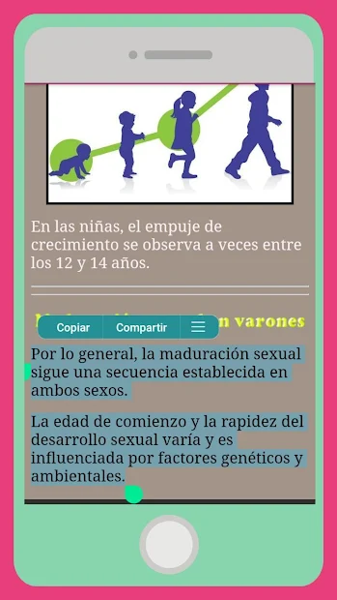 En las niñas, el empuje de
crecimiento se observa a veces entre
los 12 y 14 años.
varones
Copiar
Compartir
Por lo general, la maduración sexual
sigue una secuencia establecida en
ambos sexos.
La edad de comienzo y la rapidez del
desarrollo sexual varía y es
influenciada por factores genéticos y
ambientales.